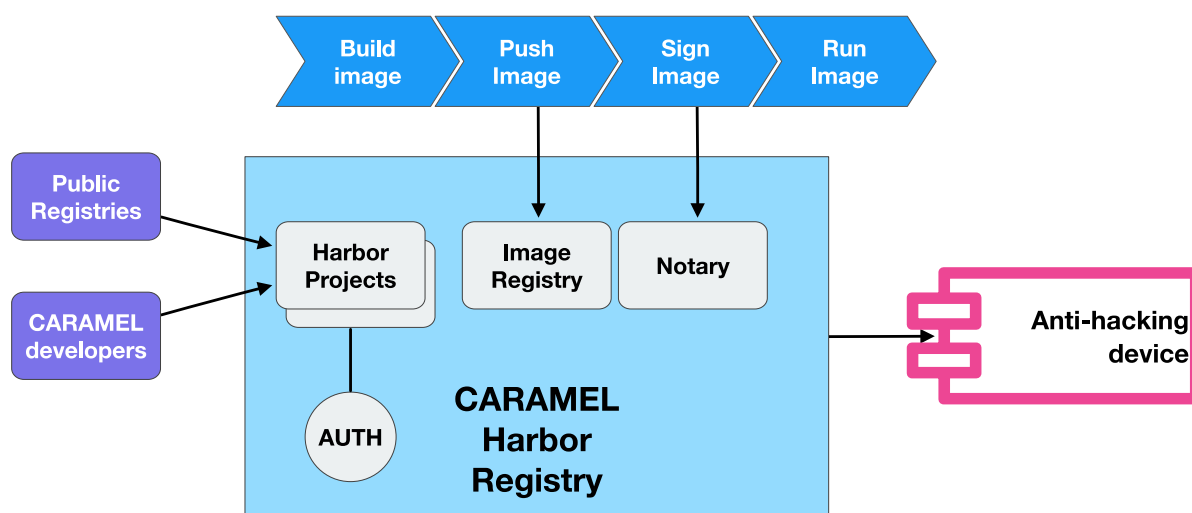 Build
image
Push
Image
Sign
Image
Run
Image
Public
Registries
CARAMEL
developers
Harbor
Projects
Image
Registry
Notary
AUTH
CARAMEL
Harbor
Registry
Anti-hacking
device